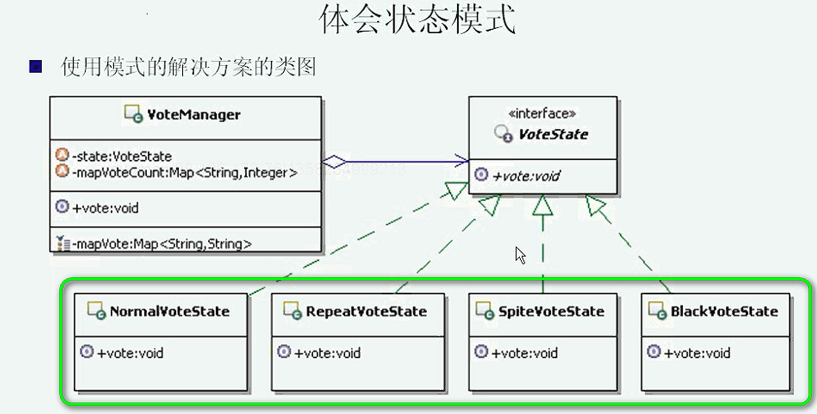 体会状态模式
使用模式的解决方案的类图
VoteManager
-state:VoteState
-mapVoteCount:Map<String,Integer>
+vote:void
-mapVote:Map<String,String>
«interface»
VoteState
+vote:void
NormalVoteState
+vote:void
RepeatVoteState
+vote:void
SpiteVoteState
+vote:void
BlackVoteState
+vote:void